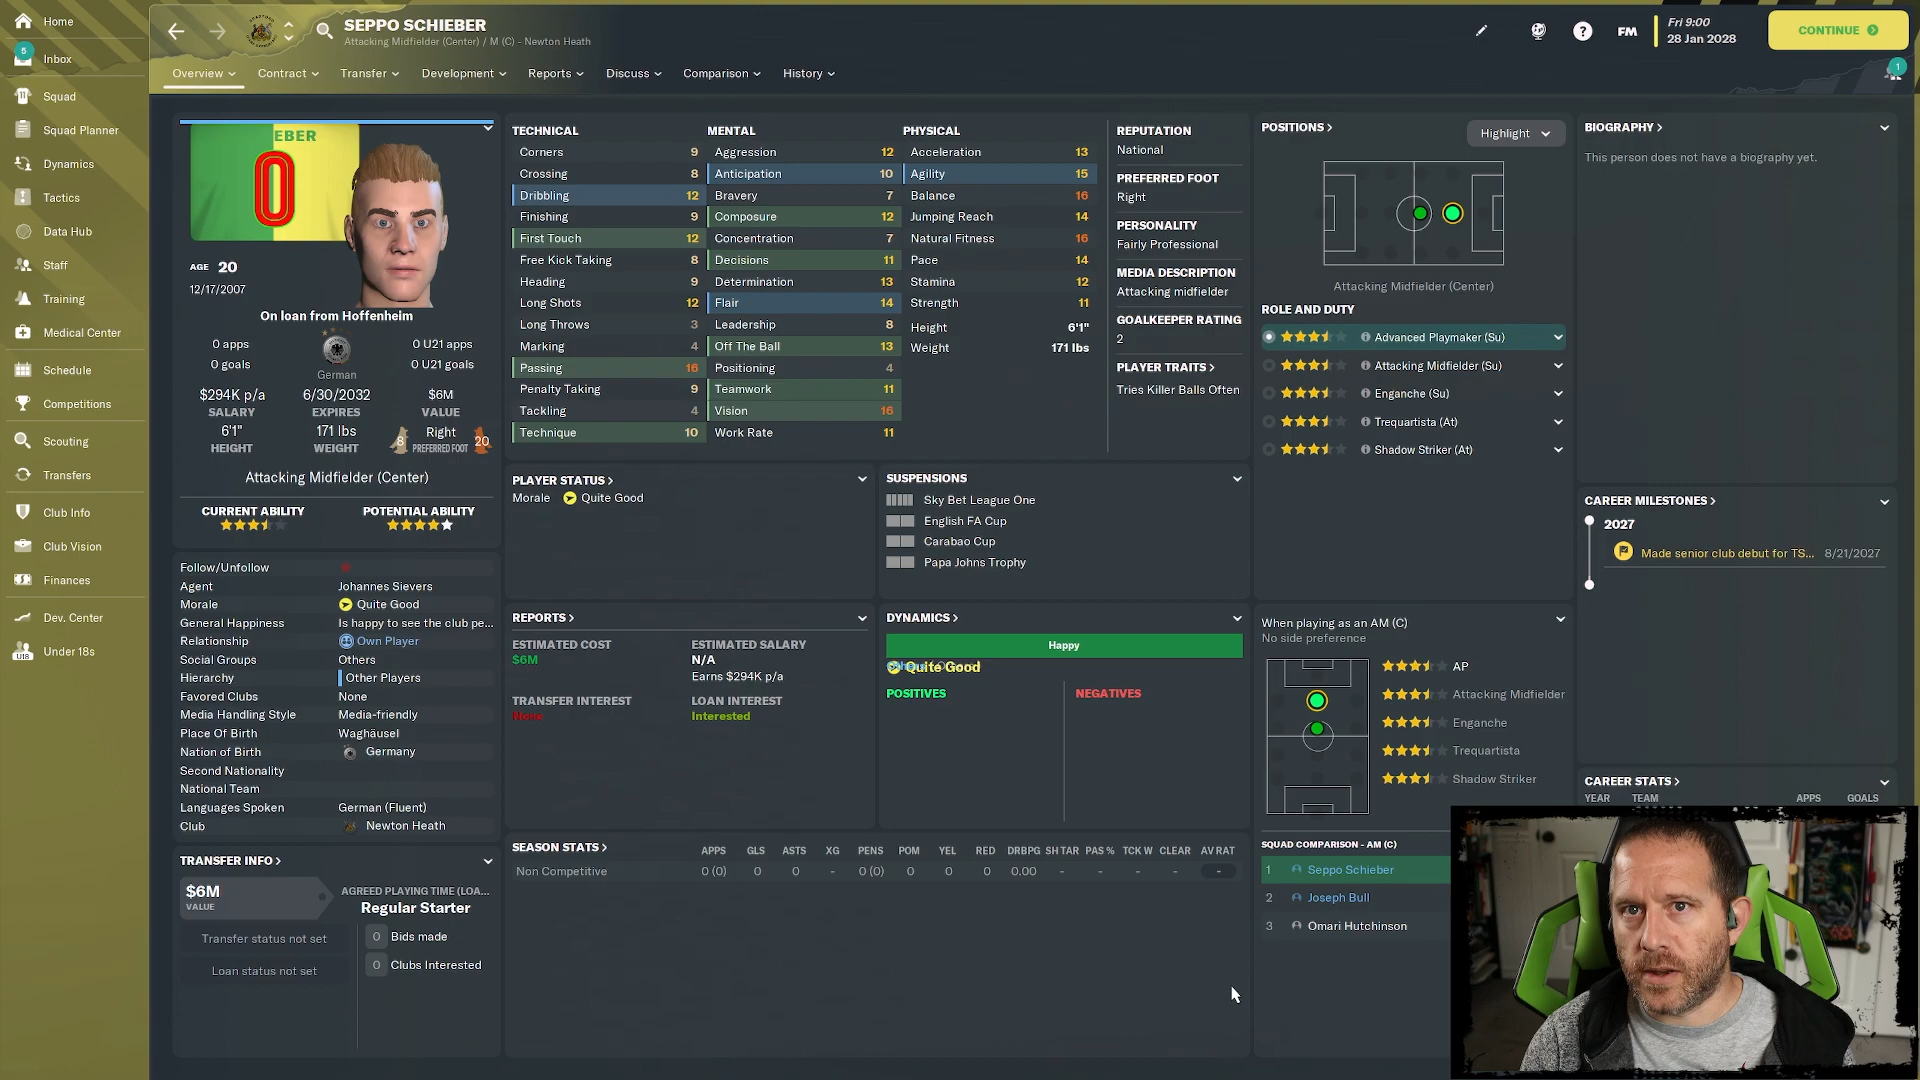 Home
5
Inbox
Squad
Squad Planner
Dynamics
Tactics
Data Hub
Staff
Training
Medical Center
Schedule
Competitions
Scouting
Transfers
Club Info
Club Vision
Finances
Dev. Center
Under 18s
SEPPO SCHIEBER
Attacking Midfielder (Center) / M (C) - Newton Heath
FM
Fri 9:00
28 Jan 2028
CONTINUE
1
Overview
Contract
Transfer
Development
Reports
Discuss
Comparison
History
EBER
0
AGE 20
12/17/2007
On loan from Hoffenheim
0 apps
0 goals
German
0 U21 apps
0 U21 goals
$294K p/a
SALARY
6/30/2032
EXPIRES
$6M
VALUE
6'1"
HEIGHT
171 lbs
WEIGHT
8
Right
PREFERRED FOOT
20
Attacking Midfielder (Center)
CURRENT ABILITY
POTENTIAL ABILITY
Follow/Unfollow
Agent Johannes Sievers
Morale Quite Good
General Happiness Is happy to see the club pe...
Relationship Own Player
Social Groups Others
Hierarchy Other Players
Favored Clubs None
Media Handling Style Media-friendly
Place Of Birth Waghäusel
Nation of Birth Germany
Second Nationality
National Team
Languages Spoken German (Fluent)
Club Newton Heath
TRANSFER INFO
$6M
VALUE
AGREED PLAYING TIME (LOA...
Regular Starter
Transfer status not set
0 Bids made
Loan status not set
0 Clubs Interested
TECHNICAL
Corners 9
Crossing 8
Dribbling 12
Finishing 9
First Touch 12
Free Kick Taking 8
Heading 9
Long Shots 12
Long Throws 3
Marking 4
Passing 16
Penalty Taking 9
Tackling 4
Technique 10
MENTAL
Aggression 12
Anticipation 10
Bravery 7
Composure 12
Concentration 7
Decisions 11
Determination 13
Flair 14
Leadership 8
Off The Ball 13
Positioning 4
Teamwork 11
Vision 16
Work Rate 11
PHYSICAL
Acceleration 13
Agility 15
Balance 16
Jumping Reach 14
Natural Fitness 16
Pace 14
Stamina 12
Strength 11
Height 6'1"
Weight 171 lbs
REPUTATION
National
PREFERRED FOOT
Right
PERSONALITY
Fairly Professional
MEDIA DESCRIPTION
Attacking midfielder
GOALKEEPER RATING
2
PLAYER TRAITS
Tries Killer Balls Often
PLAYER STATUS
Morale Quite Good
SUSPENSIONS
Sky Bet League One
English FA Cup
Carabao Cup
Papa Johns Trophy
REPORTS
ESTIMATED COST
$6M
ESTIMATED SALARY
N/A
Earns $294K p/a
TRANSFER INTEREST
None
LOAN INTEREST
Interested
DYNAMICS
Happy
Quite Good
POSITIVES
NEGATIVES
SEASON STATS APPS GLS ASTS XG PENS POM YEL RED DRBPG SH TAR PAS % TCK W CLEAR AV RAT
Non Competitive 0 (0) 0 0 - 0 (0) 0 0 0 0.00 - - - - -
POSITIONS
Highlight
Attacking Midfielder (Center)
ROLE AND DUTY
Advanced Playmaker (Su)
Attacking Midfielder (Su)
Enganche (Su)
Trequartista (At)
Shadow Striker (At)
When playing as an AM (C)
No side preference
AP
Attacking Midfielder
Enganche
Trequartista
Shadow Striker
SQUAD COMPARISON - AM (C)
1 Seppo Schieber
2 Joseph Bull
3 Omari Hutchinson
BIOGRAPHY
This person does not have a biography yet.
CAREER MILESTONES
2027
Made senior club debut for TS... 8/21/2027
CAREER STATS
YEAR TEAM APPS GOALS